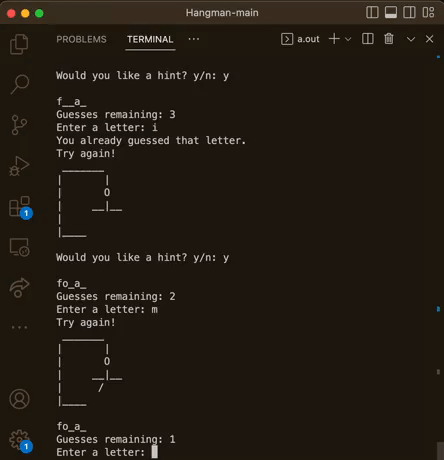 Hangman-main
PROBLEMS TERMINAL ... a.out
Would you like a hint? y/n: y
f__a_
Guesses remaining: 3
Enter a letter: i
You already guessed that letter.
Try again!
_______
|       |
|       O
|     __|__
|
|____
Would you like a hint? y/n: y
fo_a_
Guesses remaining: 2
Enter a letter: m
Try again!
_______
|       |
|       O
|     __|__
|      /
|____
fo_a_
Guesses remaining: 1
Enter a letter:
1
1